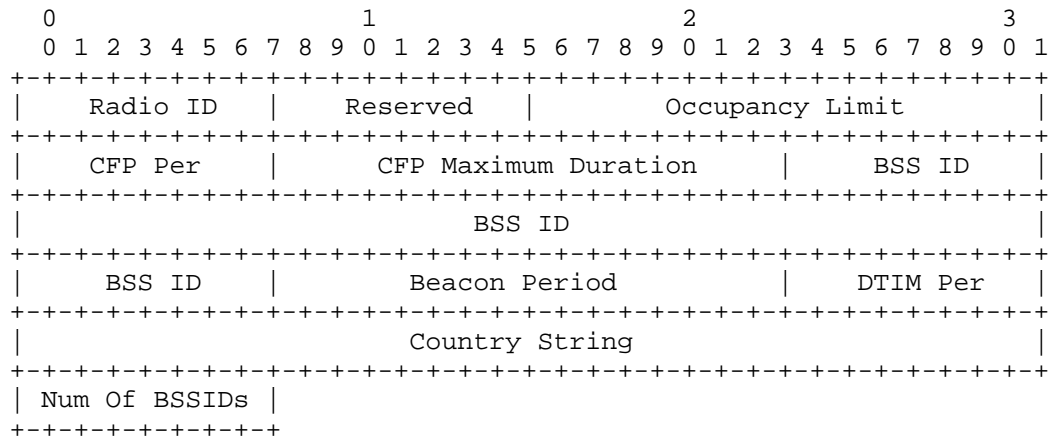 0                   1                   2                   3
 0 1 2 3 4 5 6 7 8 9 0 1 2 3 4 5 6 7 8 9 0 1 2 3 4 5 6 7 8 9 0 1
+-+-+-+-+-+-+-+-+-+-+-+-+-+-+-+-+-+-+-+-+-+-+-+-+-+-+-+-+-+-+-+-+
|    Radio ID   |    Reserved   |        Occupancy Limit        |
+-+-+-+-+-+-+-+-+-+-+-+-+-+-+-+-+-+-+-+-+-+-+-+-+-+-+-+-+-+-+-+-+
|    CFP Per    |      CFP Maximum Duration     |     BSS ID    |
+-+-+-+-+-+-+-+-+-+-+-+-+-+-+-+-+-+-+-+-+-+-+-+-+-+-+-+-+-+-+-+-+
|                            BSS ID                             |
+-+-+-+-+-+-+-+-+-+-+-+-+-+-+-+-+-+-+-+-+-+-+-+-+-+-+-+-+-+-+-+-+
|     BSS ID    |        Beacon Period          |    DTIM Per   |
+-+-+-+-+-+-+-+-+-+-+-+-+-+-+-+-+-+-+-+-+-+-+-+-+-+-+-+-+-+-+-+-+
|                        Country String                         |
+-+-+-+-+-+-+-+-+-+-+-+-+-+-+-+-+-+-+-+-+-+-+-+-+-+-+-+-+-+-+-+-+
| Num Of BSSIDs |
+-+-+-+-+-+-+-+-+